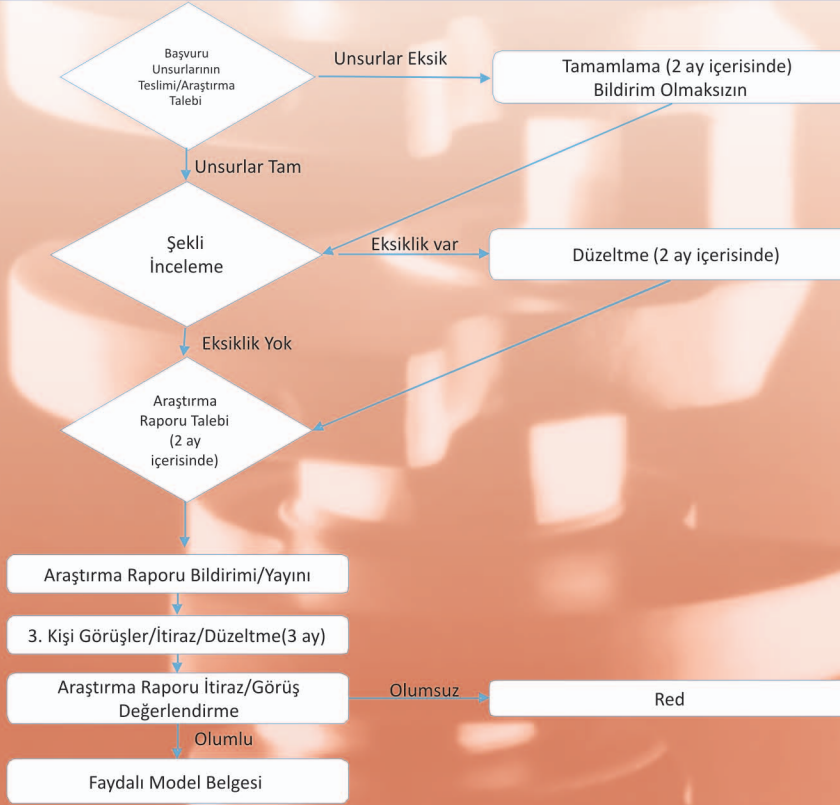 Başvuru
Unsurlarının
Teslimi/Araştırma
Talebi
Unsurlar Eksik
Tamamlama (2 ay içerisinde)
Bildirim Olmaksızın
Unsurlar Tam
Şekli
İnceleme
Eksiklik var
Düzeltme (2 ay içerisinde)
Eksiklik Yok
Araştırma
Raporu Talebi
(2 ay
içerisinde)
Araştırma Raporu Bildirimi/Yayını
3. Kişi Görüşler/İtiraz/Düzeltme(3 ay)
Araştırma Raporu İtiraz/Görüş
Değerlendirme
Olumsuz
Red
Olumlu
Faydalı Model Belgesi